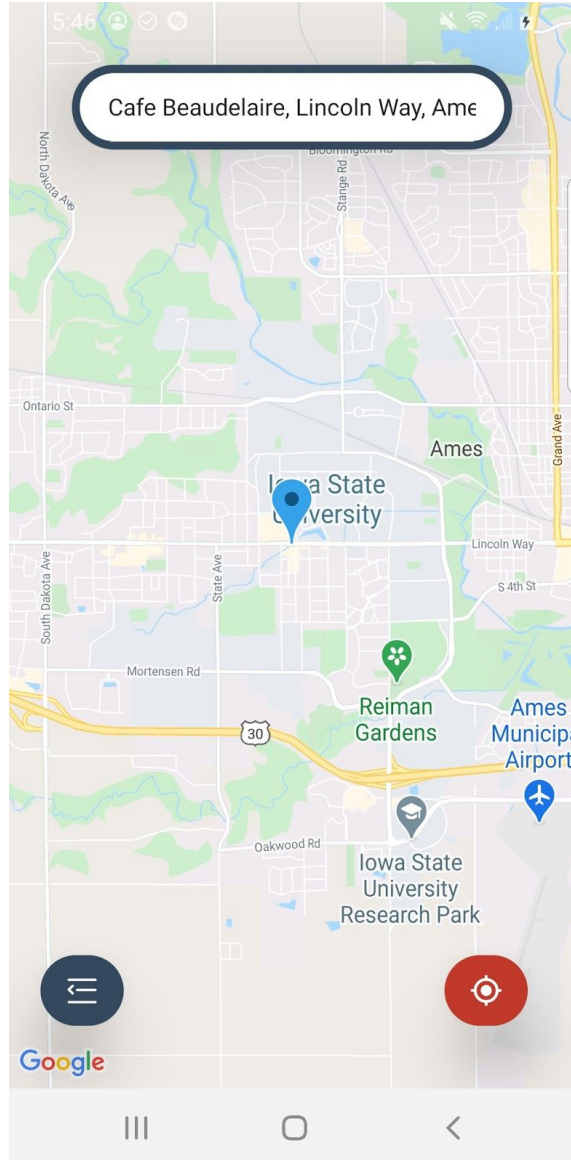 5:46
Cafe Beaudelaire, Lincoln Way, Ame
North Dakota Ave
Bloomington Rd
Stange Rd
Ontario St
Grand Ave
Ames
Iowa State
University
Lincoln Way
South Dakota Ave
State Ave
S 4th St
Mortensen Rd
Reiman
Gardens
Ames
Municipa
Airport
30
Oakwood Rd
Iowa State
University
Research Park
Google